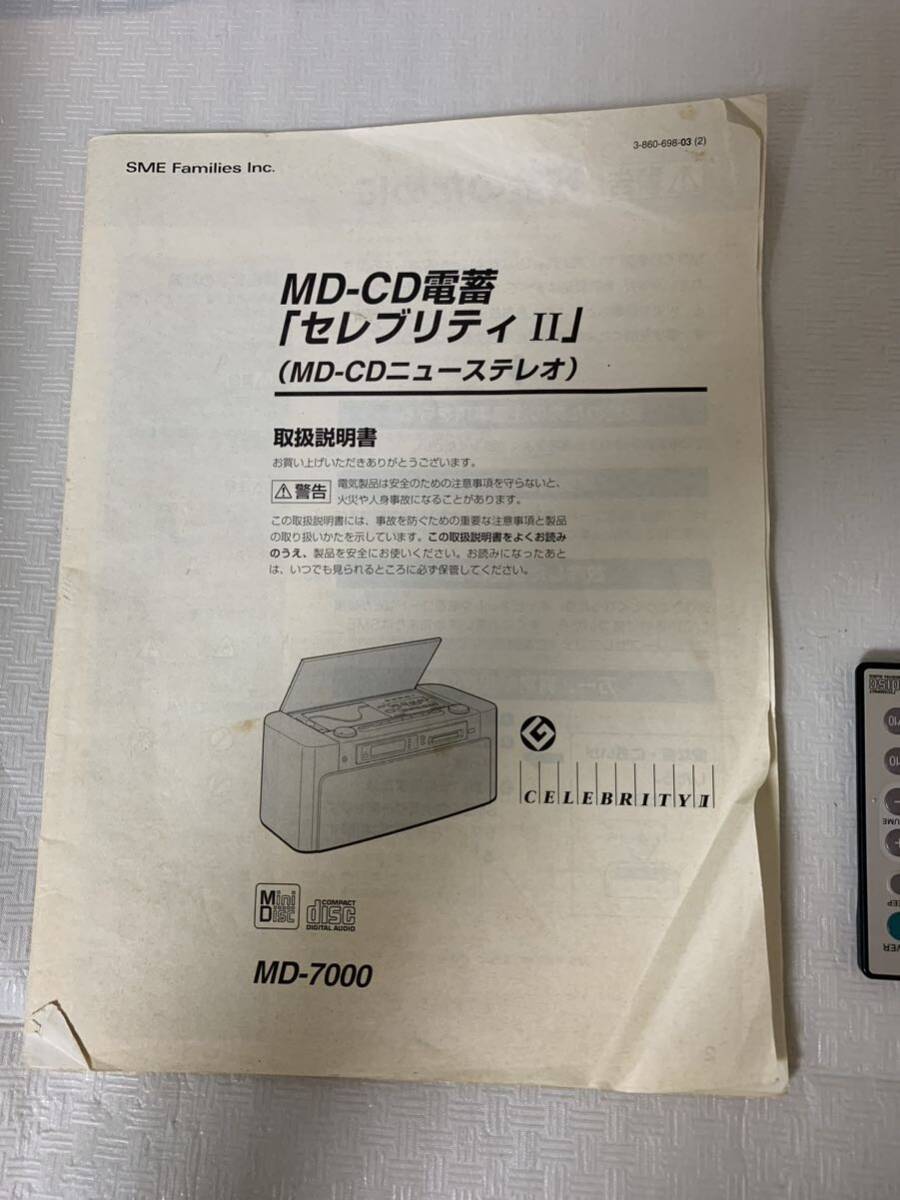 SME Families Inc.
3-860-698-03 (2)
MD-CD電蓄
「セレブリティ II」
(MD-CDニューステレオ)
取扱説明書
お買い上げいただきありがとうございます。
⚠警告
電気製品は安全のための注意事項を守らないと、
火災や人身事故になることがあります。
この取扱説明書には、事故を防ぐための重要な注意事項と製品
の取り扱いかたを示しています。この取扱説明書をよくお読み
のうえ、製品を安全にお使いください。お読みになったあと
は、いつでも見られるところに必ず保管してください。
CELEBRITY II
Mini
Disc
COMPACT
disc
DIGITAL AUDIO
MD-7000